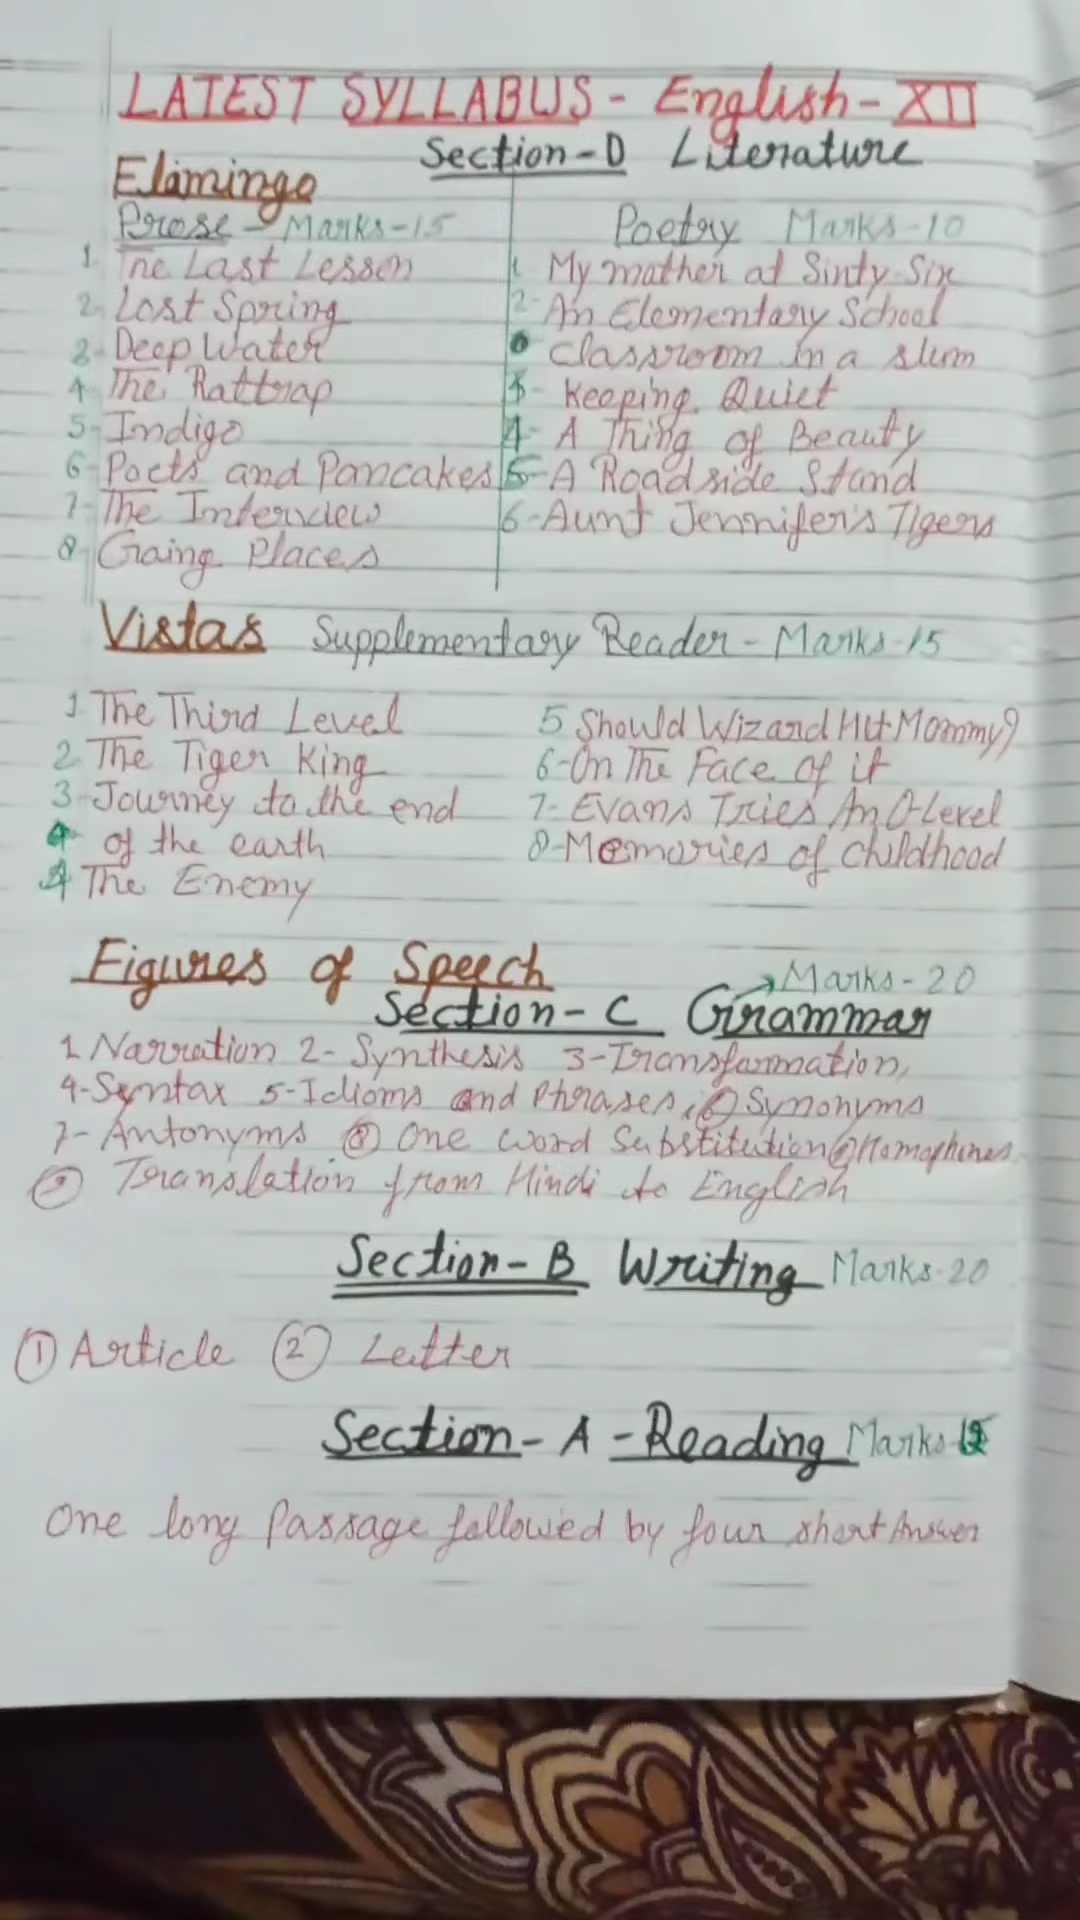 LATEST SYLLABUS - English - XII
Section-D Literature
Flamingo
Prose - Marks-15
1. The Last Lesson
2- Lost Spring
3- Deep Water
4- The Rattrap
5- Indigo
6- Poets and Pancakes
7- The Interview
8- Going Places
Poetry Marks-10
1 My mother at Sixty-Six
2- An Elementary School
classroom in a slum
3- Keeping Quiet
4- A Thing of Beauty
5- A Roadside Stand
6- Aunt Jennifer's Tigers
Vistas Supplementary Reader - Marks-15
1 The Third Level
2 The Tiger King
3- Journey to the end
of the earth
4 The Enemy
5 Should Wizard Hit Mommy?
6- On The Face of it
7- Evans Tries An O-Level
8- Memories of childhood
Figures of Speech
Marks-20
Section-C Grammar
1 Narration 2- Synthesis 3- Transformation,
4- Syntax 5- Idioms and Phrases, 6 Synonyms
7- Antonyms 8 One word Substitution Homophones
Translation from Hindi to English
Section-B Writing Marks-20
1 Article 2 Letter
Section-A - Reading Marks
One long Passage followed by four short Answer